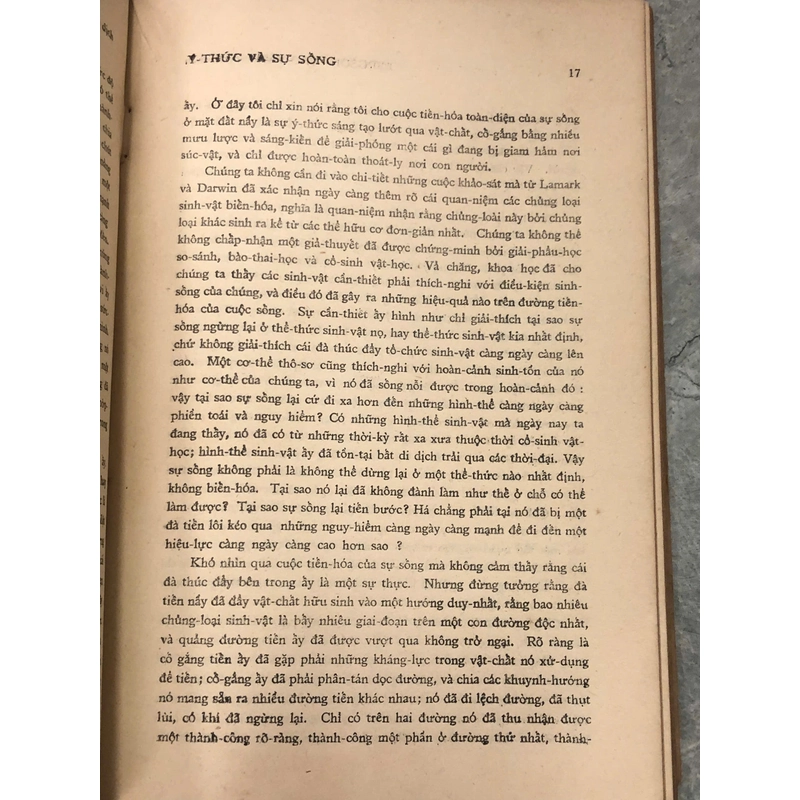 Ý-THỨC VÀ SỰ SỐNG
17
ấy. Ở đây tôi chỉ xin nói rằng tôi cho cuộc tiến-hóa toàn-diện của sự sống
ở mặt đất nầy là sự ý-thức sáng tạo lướt qua vật-chất, cố-gắng bằng nhiều
mưu lược và sáng-kiến để giải-phóng một cái gì đang bị giam hãm nơi
súc-vật, và chỉ được hoàn-toàn thoát-ly nơi con người.
Chúng ta không cần đi vào chi-tiết những cuộc khảo-sát mà từ Lamark
và Darwin đã xác nhận ngày càng thêm rõ cái quan-niệm các chủng loại
sinh-vật biến-hóa, nghĩa là quan-niệm nhận rằng chủng-loài này bởi chủng
loại khác sinh ra kể từ các thể hữu cơ đơn-giản nhất. Chúng ta không thể
không chấp-nhận một giả-thuyết đã được chứng-minh bởi giải-phẫu-học
so-sánh, bào-thai-học và cổ-sinh vật-học. Vả chăng, khoa học đã cho
chúng ta thấy các sinh-vật cần-thiết phải thích-nghi với điều-kiện sinh-
sống của chúng, và điều đó đã gây ra những hiệu-quả nào trên đường tiến-
hóa của cuộc sống. Sự cần-thiết ấy hình như chỉ giải-thích tại sao sự
sống ngừng lại ở thể-thức sinh-vật nọ, hay thể-thức sinh-vật kia nhất định,
chứ không giải-thích cái đà thúc đẩy tổ-chức sinh-vật càng ngày càng lên
cao. Một cơ-thể thô-sơ cũng thích-nghi với hoàn-cảnh sinh-tồn của nó
như cơ-thể của chúng ta, vì nó đã sống nổi được trong hoàn-cảnh đó :
vậy tại sao sự sống lại cứ đi xa hơn đến những hình-thể càng ngày càng
phiền toái và nguy hiểm? Có những hình-thể sinh-vật mà ngày nay ta
đang thấy, nó đã có từ những thời-kỳ rất xa xưa thuộc thời cổ-sinh vật-
học; hình-thể sinh-vật ấy đã tồn-tại bất di dịch trải qua các thời-đại. Vậy
sự sống không phải là không thể dừng lại ở một thể-thức nào nhất định,
không biến-hóa. Tại sao nó lại đã không đành làm như thế ở chỗ có thể
làm được? Tại sao sự sống lại tiến bước? Há chẳng phải tại nó đã bị một
đà tiến lôi kéo qua những nguy-hiểm càng ngày càng mạnh để đi đến một
hiệu-lực càng ngày càng cao hơn sao ?
Khó nhìn qua cuộc tiến-hóa của sự sống mà không cảm thấy rằng cái
đà thúc đẩy bên trong ấy là một sự thực. Nhưng đừng tưởng rằng đà
tiến nấy đã đẩy vật-chất hữu sinh vào một hướng duy-nhất, rằng bao nhiêu
chủng-loại sinh-vật là bấy nhiêu giai-đoạn trên một con đường độc nhất,
và quảng đường tiến ấy đã được vượt qua không trở ngại. Rõ ràng là
cố gắng tiến ấy đã gặp phải những kháng-lực trong vật-chất nó xử-dụng
để tiến; cố-gắng ấy đã phải phân-tán dọc đường, và chia các khuynh-hướng
nó mang sẵn ra nhiều đường tiến khác nhau; nó đã đi lệch đường, đã thụt
lùi, có khi đã ngừng lại. Chỉ có trên hai đường nó đã thu nhận được
một thành-công rõ-ràng, thành-công một phần ở đường thứ nhất, thành-